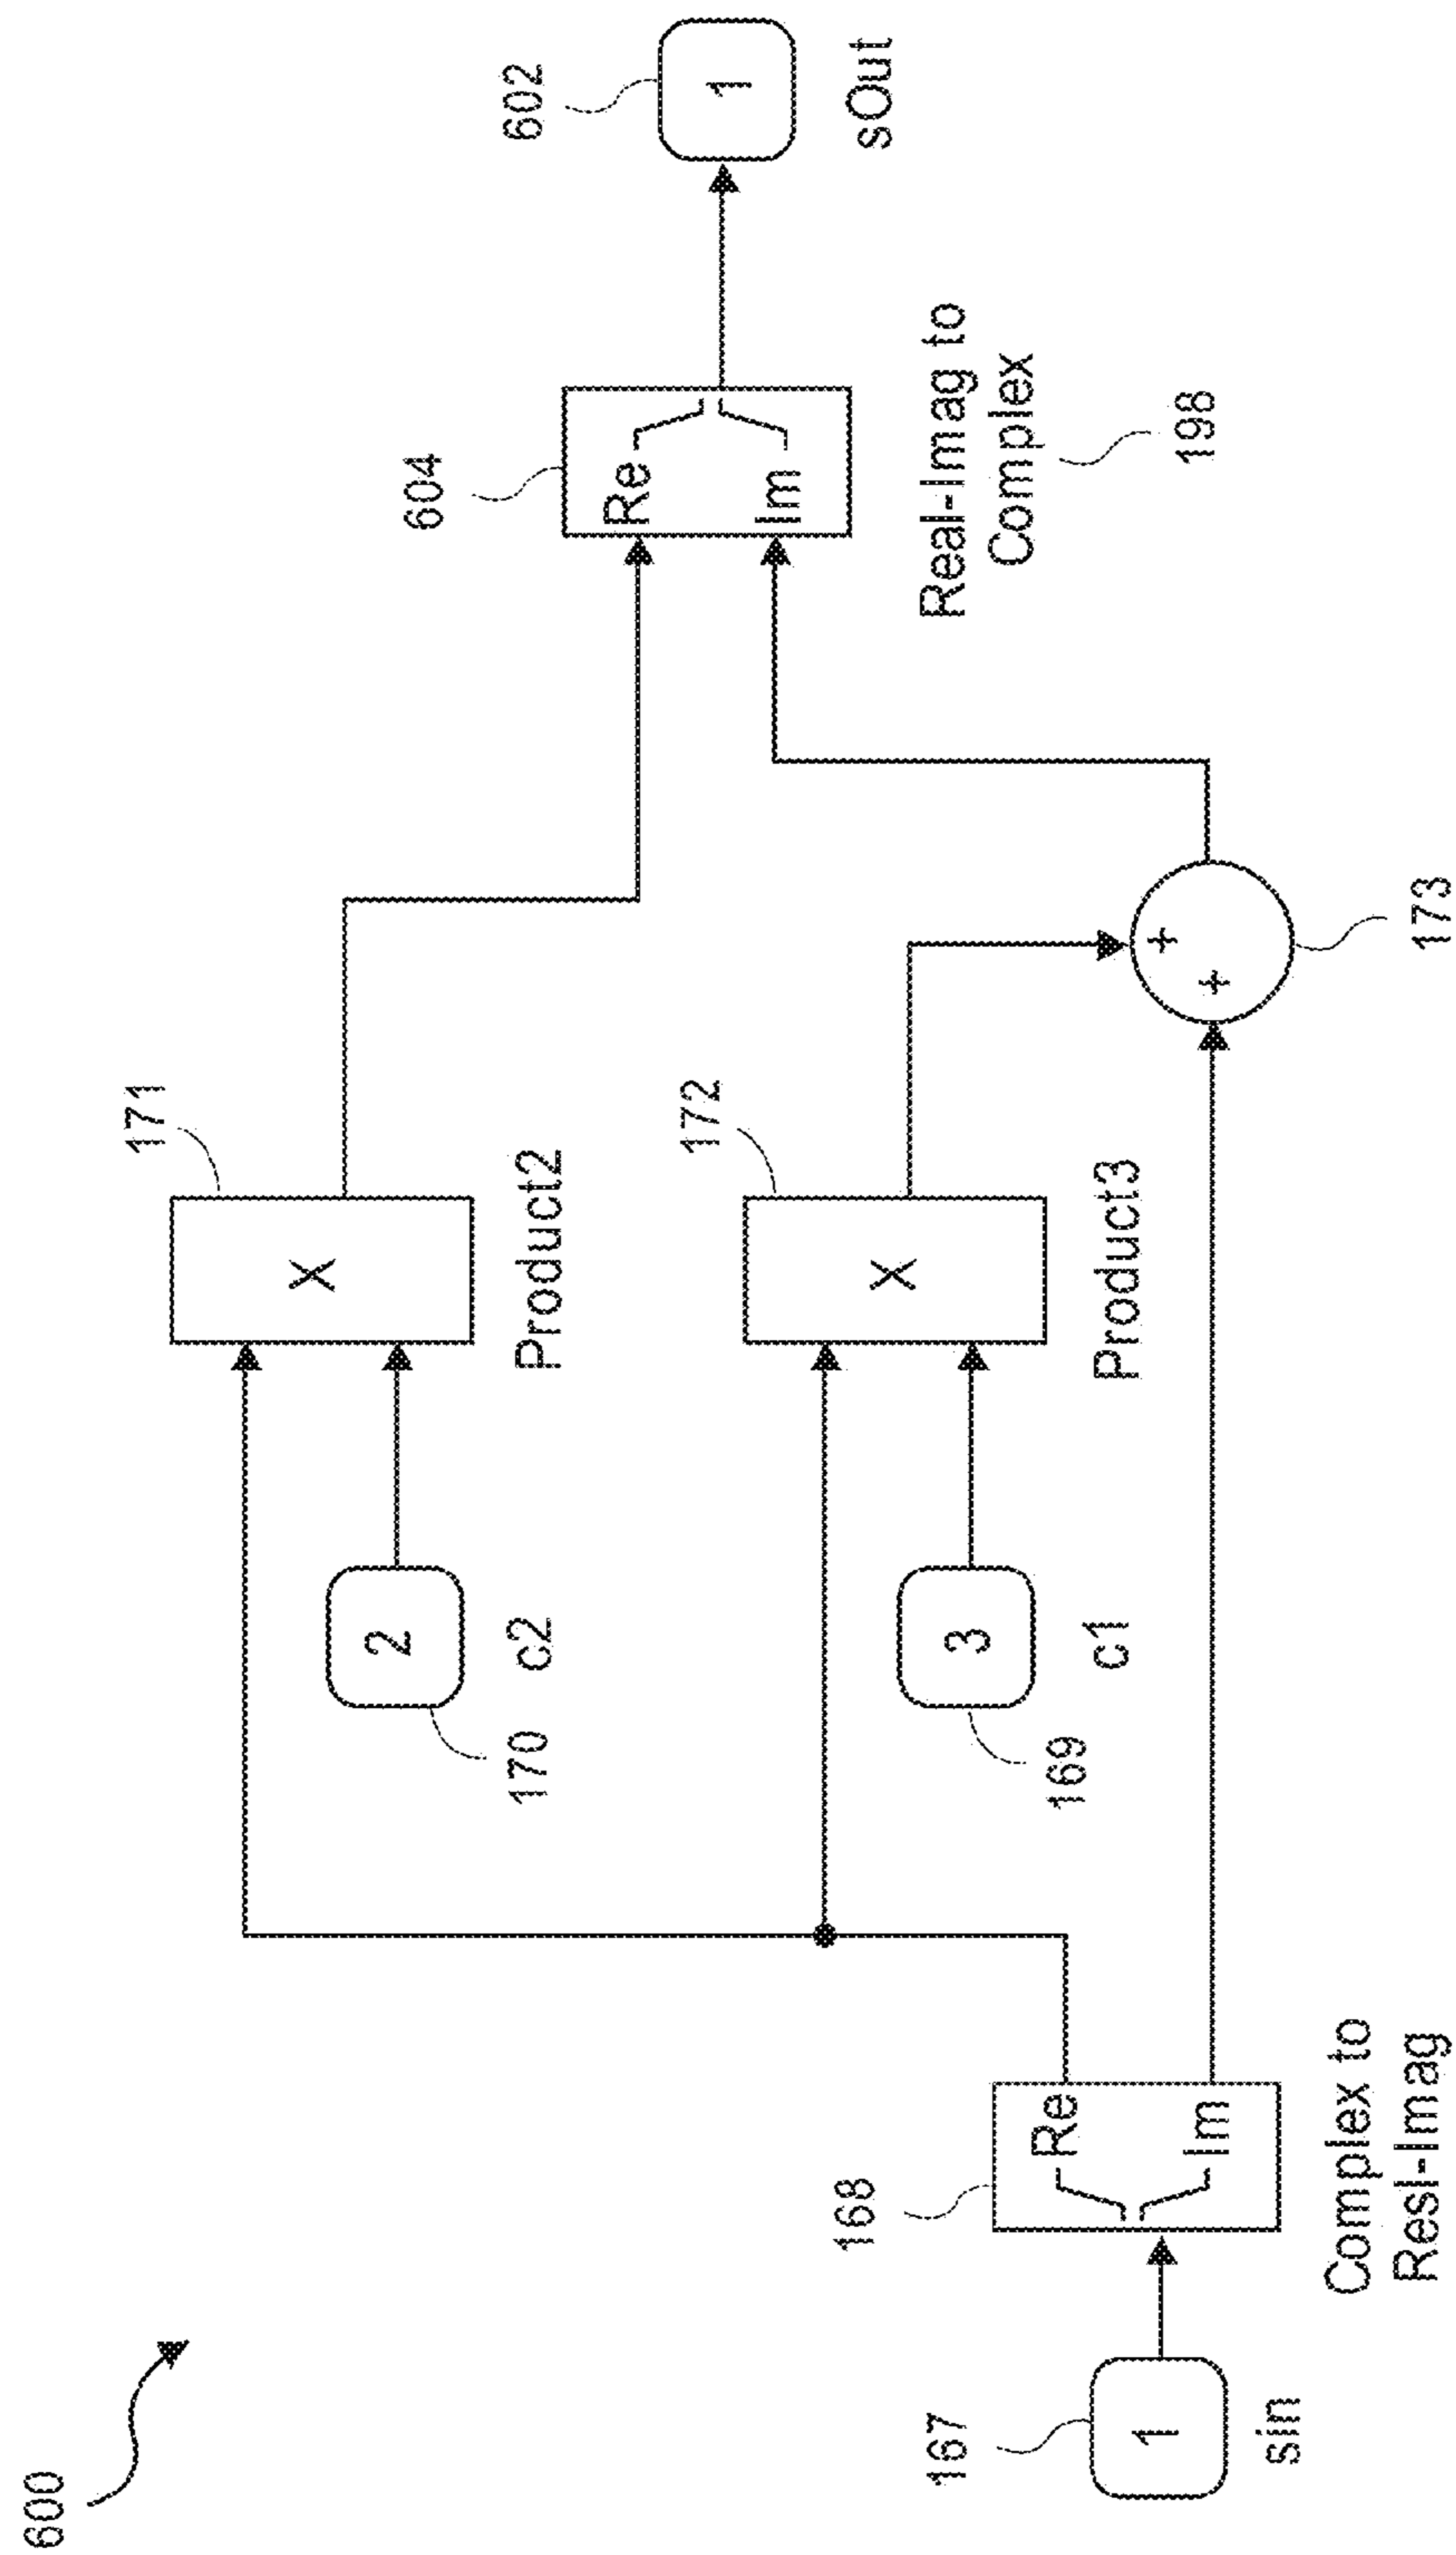 600
171
X
Product2
2
c2
170
172
X
Product3
3
c1
169
604
Re
Im
Real-Imag to
Complex
198
602
1
sOut
168
Re
Im
Complex to
Resl-Imag
167
1
sin
+
+
173